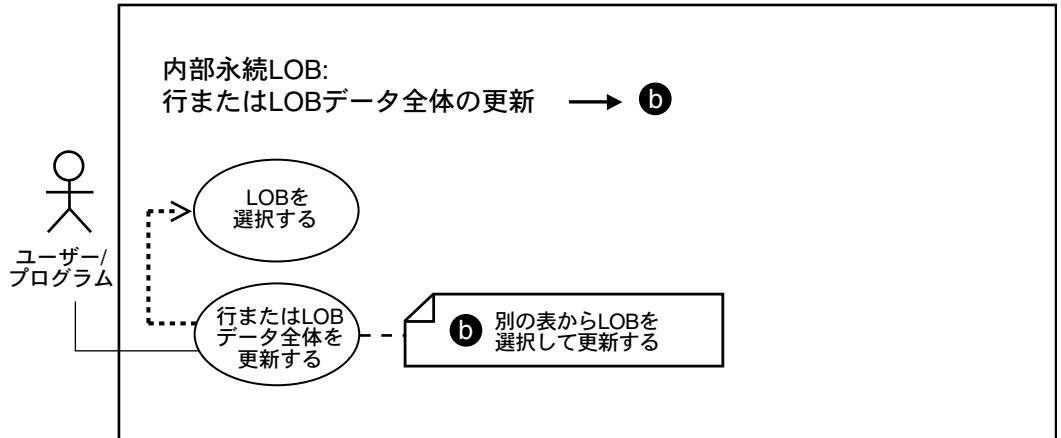 内部永続LOB:
行またはLOBデータ全体の更新 → b
LOBを
選択する
ユーザー/
プログラム
行またはLOB
データ全体を
更新する
b 別の表からLOBを
選択して更新する